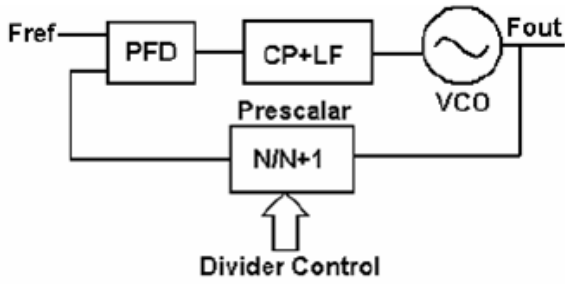 Fref
PFD
CP+LF
VCO
Fout
Prescalar
N/N+1
Divider Control